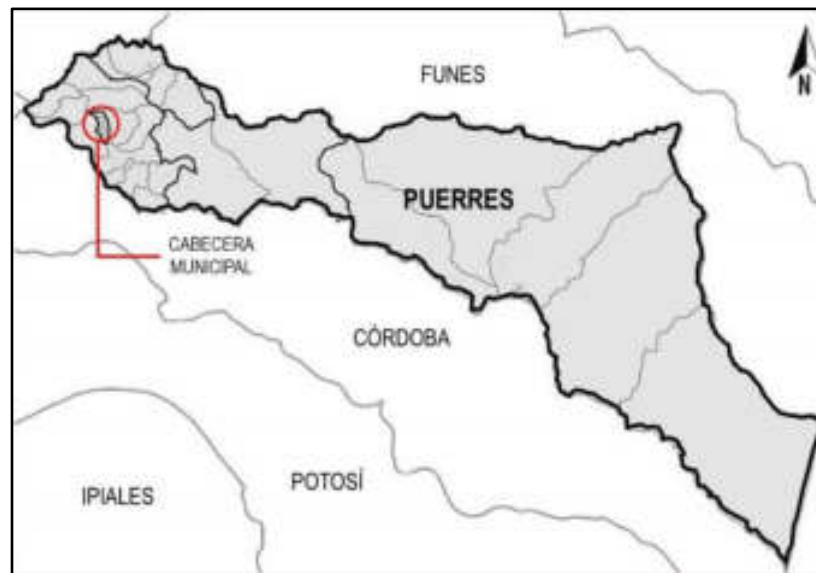 FUNES
N
PUERRES
CABECERA
MUNICIPAL
CÓRDOBA
IPIALES
POTOSÍ